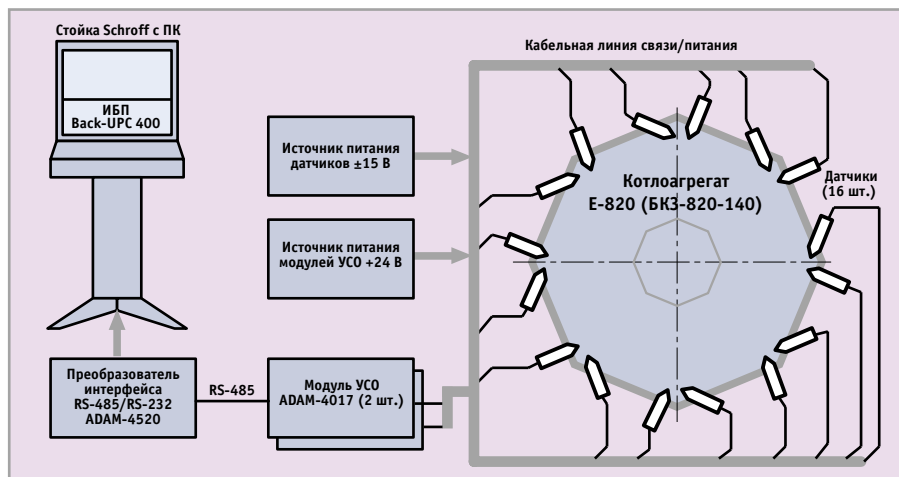 Стойка Schroff с ПК
ИБП
Back-UPC 400
Кабельная линия связи/питания
Источник питания
датчиков ±15 В
Источник питания
модулей УСО +24 В
Котлоагрегат
Е-820 (БКЗ-820-140)
Датчики
(16 шт.)
Преобразователь
интерфейса
RS-485/RS-232
ADAM-4520
RS-485
Модуль УСО
ADAM-4017 (2 шт.)